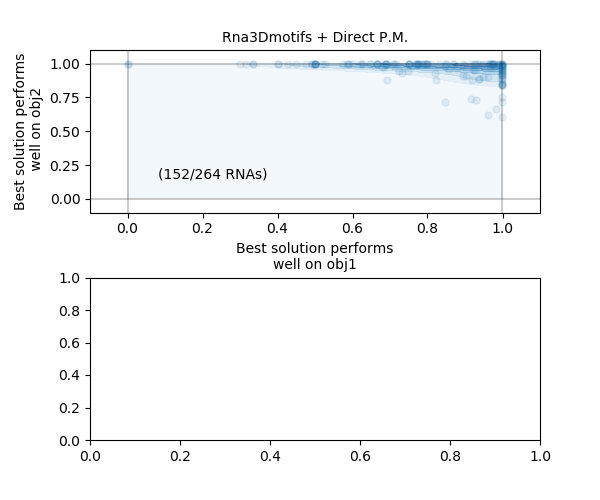 Rna3Dmotifs + Direct P.M.
Best solution performs
well on obj2
1.00
0.75
0.50
0.25
0.00
(152/264 RNAs)
0.0 0.2 0.4 0.6 0.8 1.0
Best solution performs
well on obj1
1.0
0.8
0.6
0.4
0.2
0.0
0.0 0.2 0.4 0.6 0.8 1.0